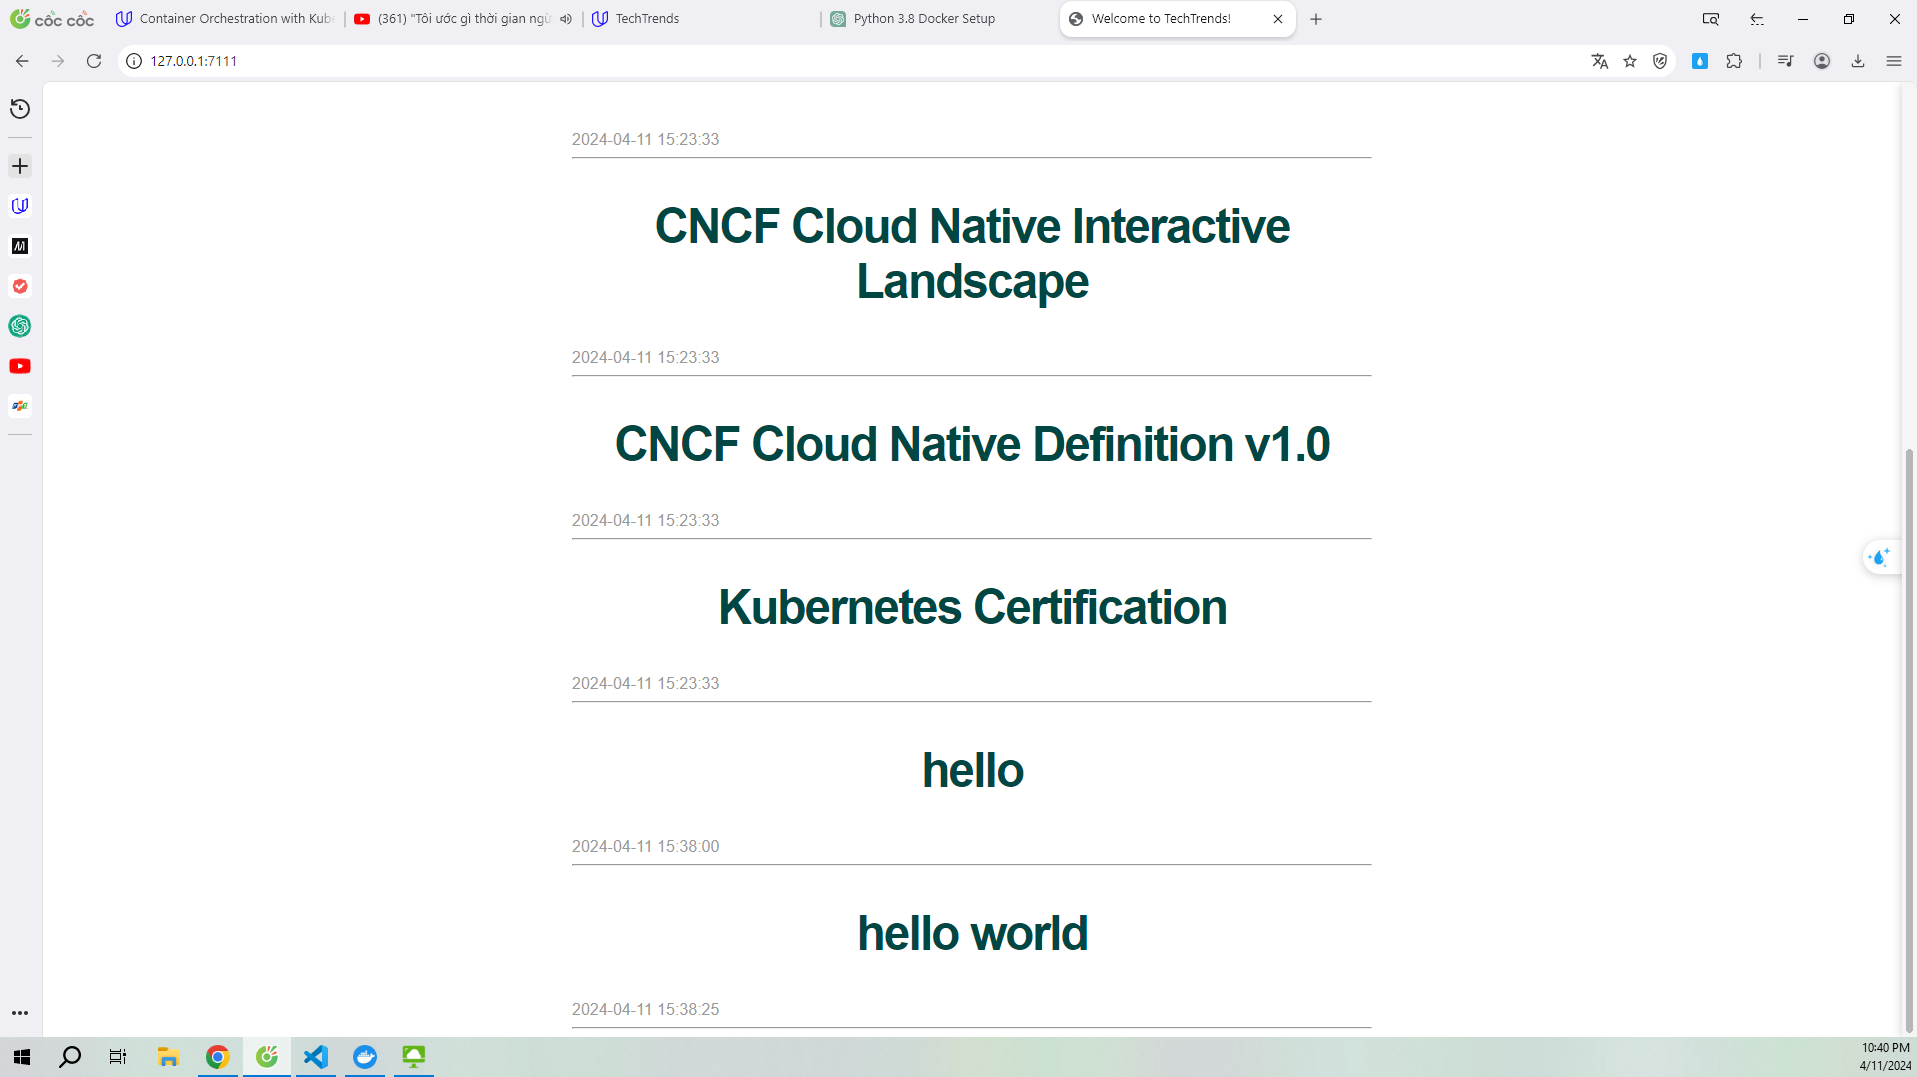 cốc cốc
Container Orchestration with Kube
(361) "Tôi ước gì thời gian ngừ
TechTrends
Python 3.8 Docker Setup
Welcome to TechTrends!
127.0.0.1:7111
2024-04-11 15:23:33
CNCF Cloud Native Interactive
Landscape
2024-04-11 15:23:33
CNCF Cloud Native Definition v1.0
2024-04-11 15:23:33
Kubernetes Certification
2024-04-11 15:23:33
hello
2024-04-11 15:38:00
hello world
2024-04-11 15:38:25
10:40 PM
4/11/2024